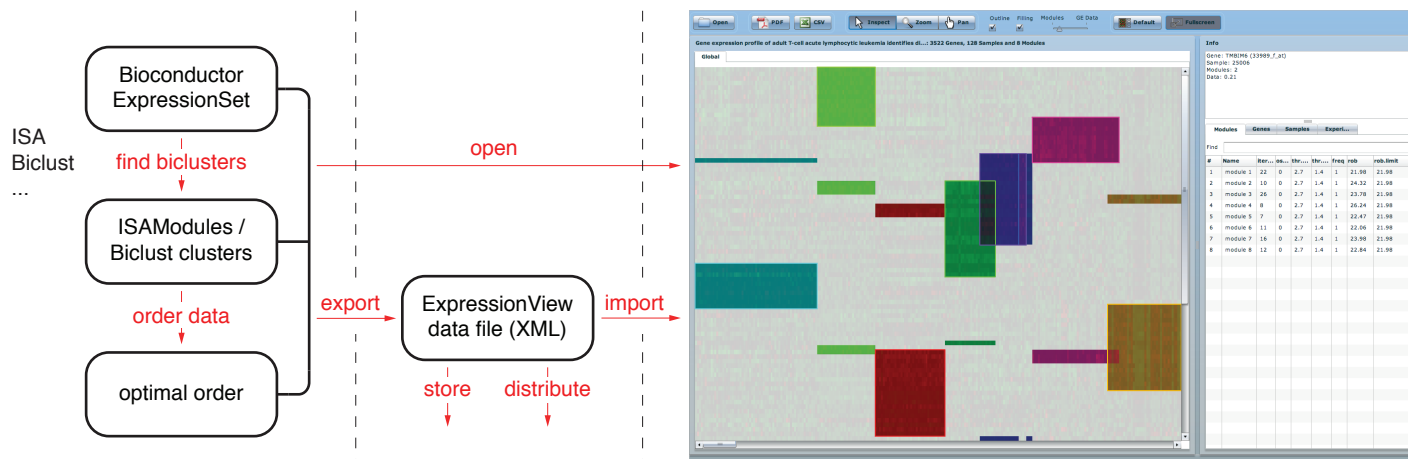 ISA
Biclust
...
Bioconductor
ExpressionSet
find biclusters
ISAModules /
Biclust clusters
order data
optimal order
open
export
ExpressionView
data file (XML)
import
store
distribute
Open PDF CSV Inspect Zoom Pan Outline Filling Modules GE Data Default Fullscreen
Gene expression profile of adult T-cell acute lymphocytic leukemia identifies di...: 3522 Genes, 128 Samples and 8 Modules
Global
Info
Gene: TMBIM6 (33989_f_at)
Sample: 25006
Modules: 2
Data: 0.21
Modules Genes Samples Experi...
Find
# Name iter... os... thr.... thr.... freq rob rob.limit
1 module 1 22 0 2.7 1.4 1 21.98 21.98
2 module 2 10 0 2.7 1.4 1 24.32 21.98
3 module 3 26 0 2.7 1.4 1 23.78 21.98
4 module 4 8 0 2.7 1.4 1 26.24 21.98
5 module 5 7 0 2.7 1.4 1 22.47 21.98
6 module 6 11 0 2.7 1.4 1 22.06 21.98
7 module 7 16 0 2.7 1.4 1 23.98 21.98
8 module 8 12 0 2.7 1.4 1 22.84 21.98